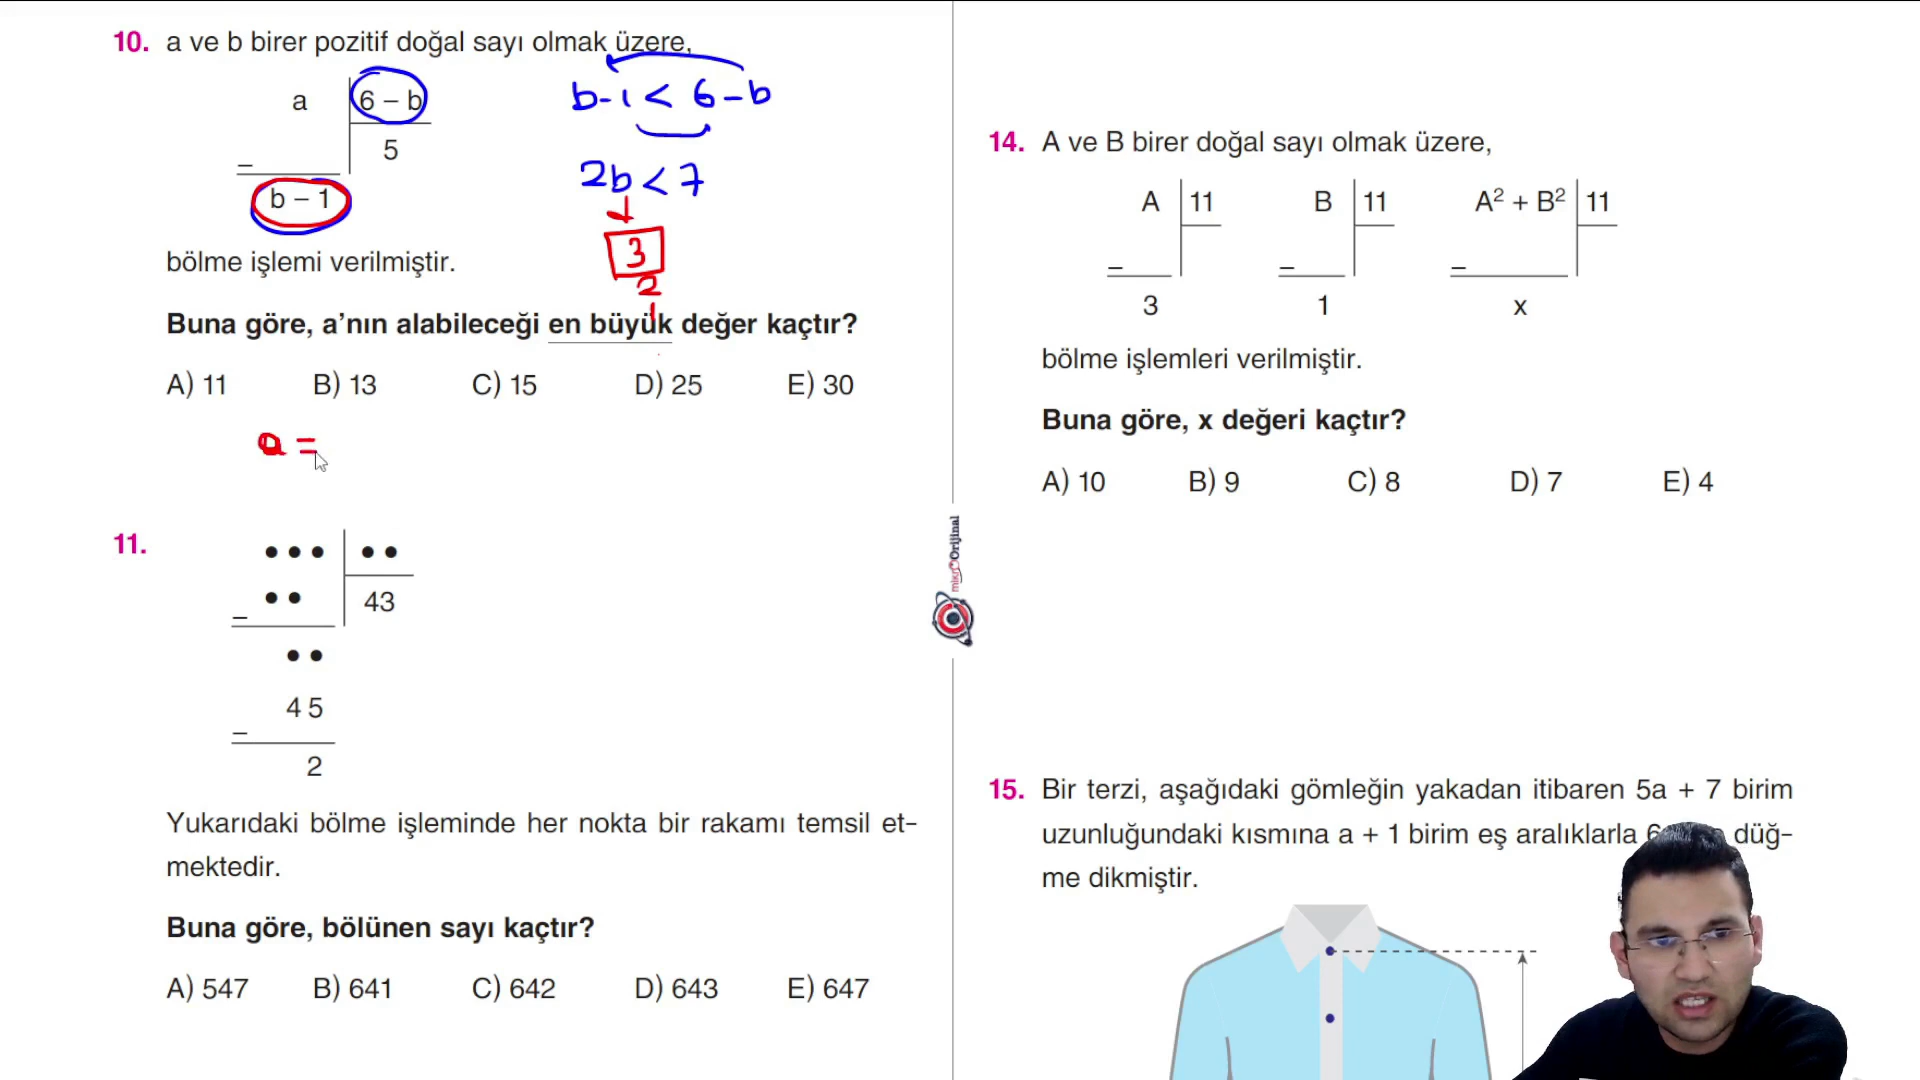 10. a ve b birer pozitif doğal sayı olmak üzere,
a 6 – b
5
–
b – 1
b-1 < 6-b
2b < 7
3
2
1
bölme işlemi verilmiştir.
Buna göre, a’nın alabileceği en büyük değer kaçtır?
A) 11 B) 13 C) 15 D) 25 E) 30
a =
11.
● ● ● ● ●
● ● 43
–
● ●
45
–
2
Yukarıdaki bölme işleminde her nokta bir rakamı temsil et-
mektedir.
Buna göre, bölünen sayı kaçtır?
A) 547 B) 641 C) 642 D) 643 E) 647
mikrOOrijinal
14. A ve B birer doğal sayı olmak üzere,
A 11 B 11 A² + B² 11
– – –
3 1 x
bölme işlemleri verilmiştir.
Buna göre, x değeri kaçtır?
A) 10 B) 9 C) 8 D) 7 E) 4
15. Bir terzi, aşağıdaki gömleğin yakadan itibaren 5a + 7 birim
uzunluğundaki kısmına a + 1 birim eş aralıklarla 6 düğ-
me dikmiştir.